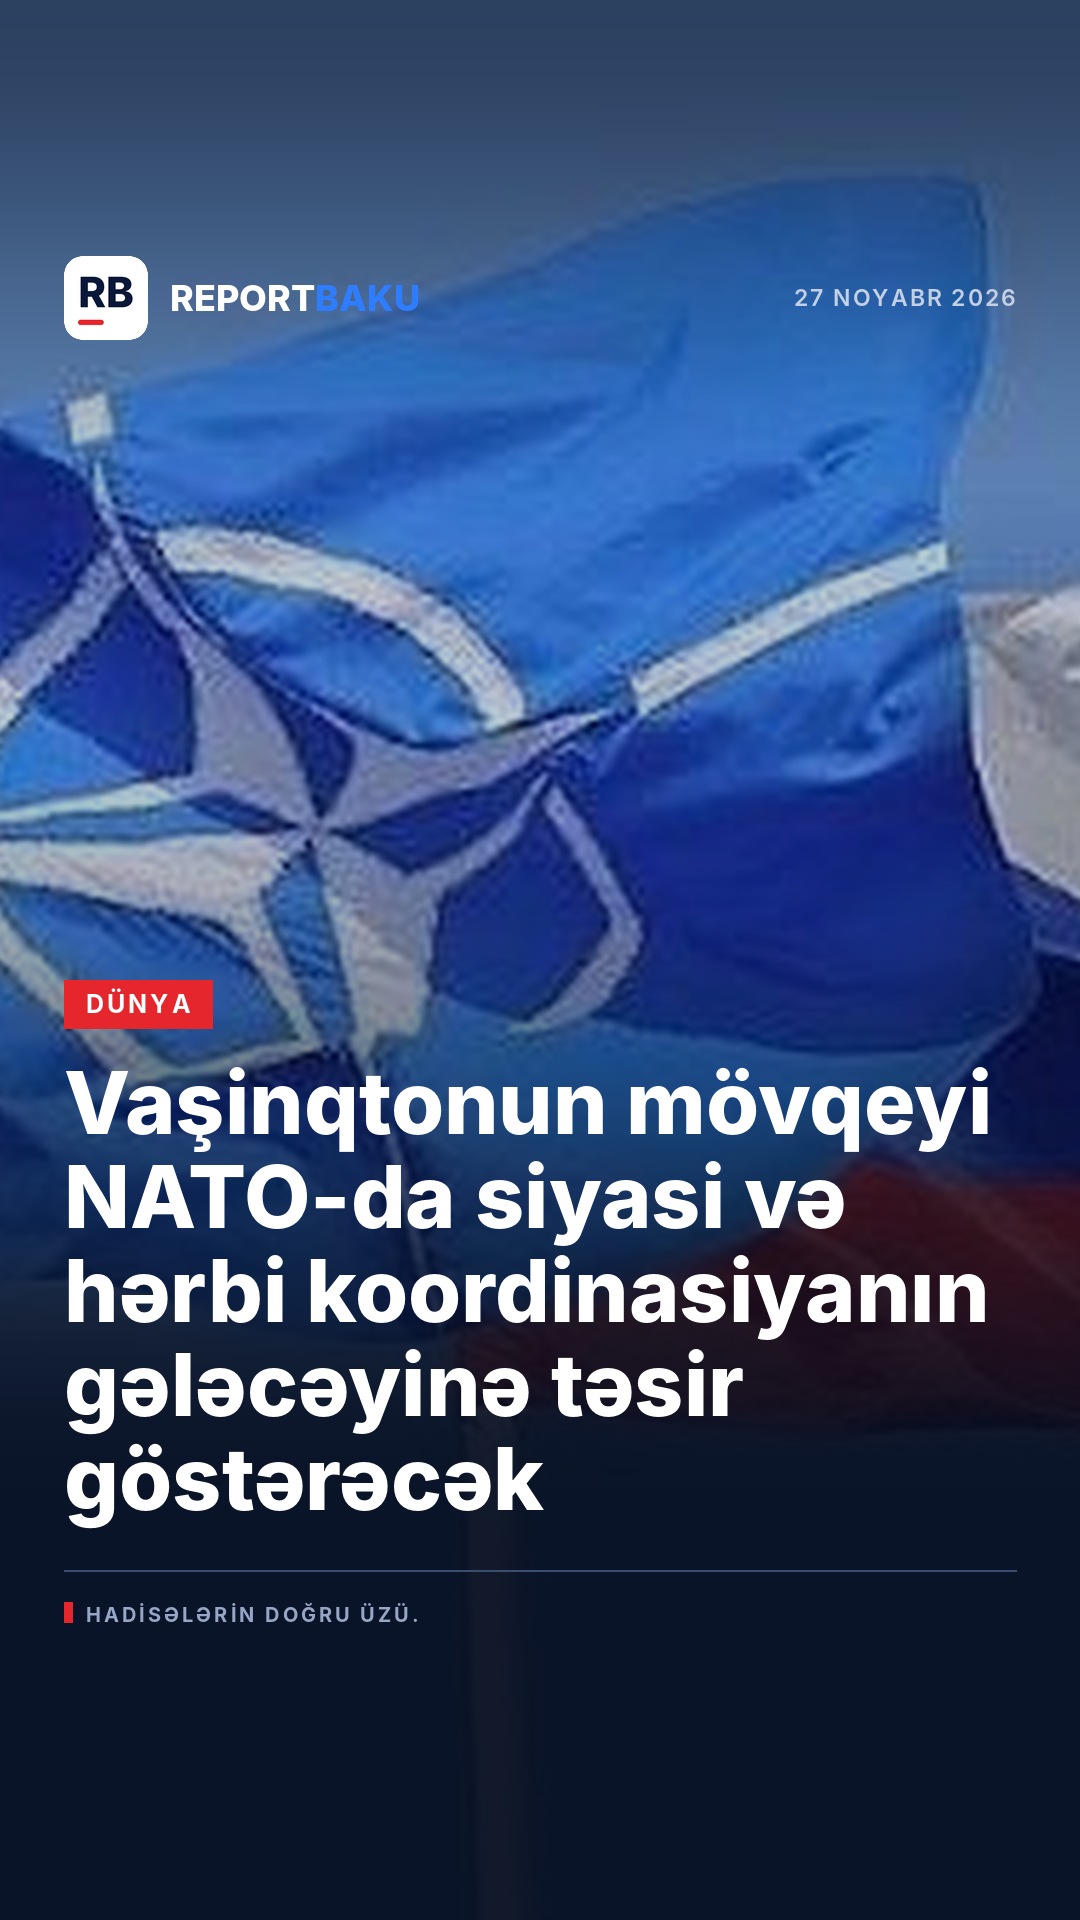 RB
REPORTBAKU
27 NOYABR 2026
DÜNYA
Vaşinqtonun mövqeyi
NATO-da siyasi və
hərbi koordinasiyanın
gələcəyinə təsir
göstərəcək
HADİSƏLƏRİN DOĞRU ÜZÜ.